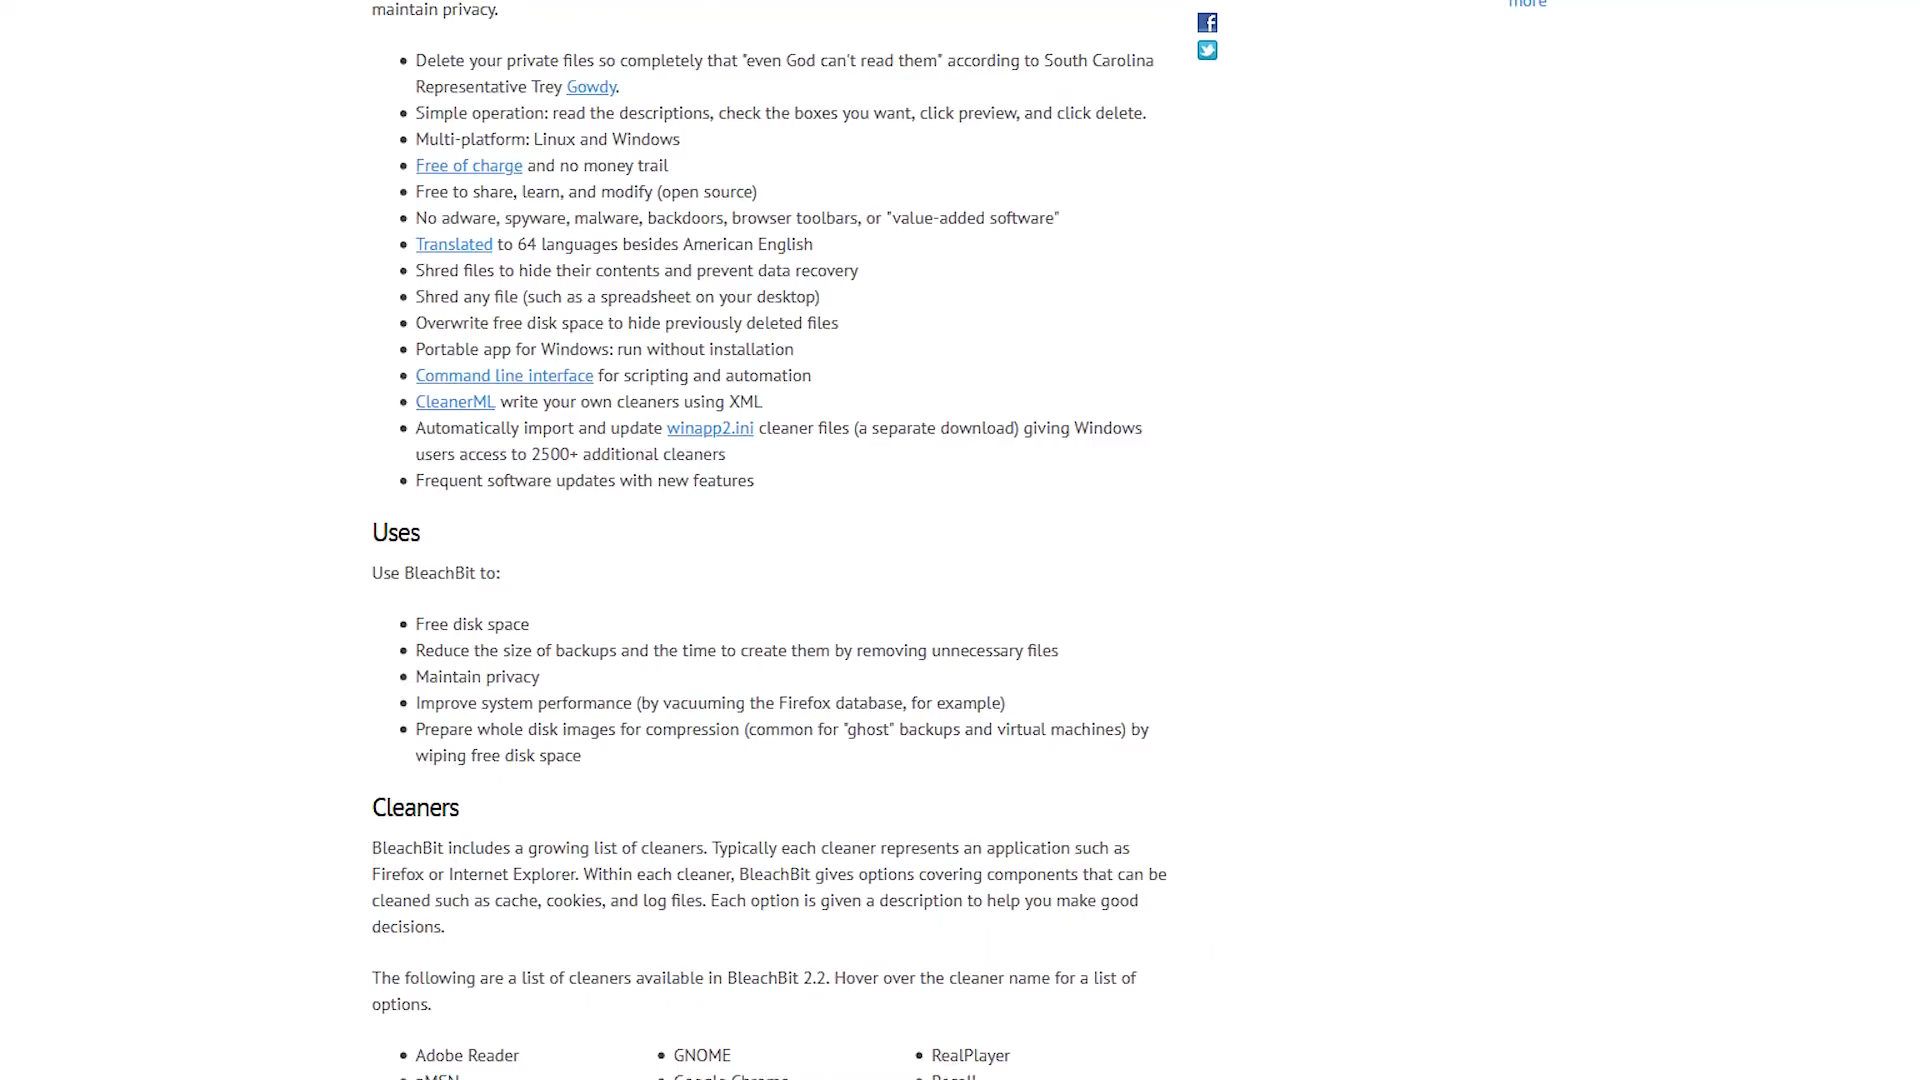 more
maintain privacy.
Delete your private files so completely that "even God can't read them" according to South Carolina
Representative Trey Gowdy.
Simple operation: read the descriptions, check the boxes you want, click preview, and click delete.
Multi-platform: Linux and Windows
Free of charge and no money trail
Free to share, learn, and modify (open source)
No adware, spyware, malware, backdoors, browser toolbars, or "value-added software"
Translated to 64 languages besides American English
Shred files to hide their contents and prevent data recovery
Shred any file (such as a spreadsheet on your desktop)
Overwrite free disk space to hide previously deleted files
Portable app for Windows: run without installation
Command line interface for scripting and automation
CleanerML write your own cleaners using XML
Automatically import and update winapp2.ini cleaner files (a separate download) giving Windows
users access to 2500+ additional cleaners
Frequent software updates with new features
Uses
Use BleachBit to:
Free disk space
Reduce the size of backups and the time to create them by removing unnecessary files
Maintain privacy
Improve system performance (by vacuuming the Firefox database, for example)
Prepare whole disk images for compression (common for "ghost" backups and virtual machines) by
wiping free disk space
Cleaners
BleachBit includes a growing list of cleaners. Typically each cleaner represents an application such as
Firefox or Internet Explorer. Within each cleaner, BleachBit gives options covering components that can be
cleaned such as cache, cookies, and log files. Each option is given a description to help you make good
decisions.
The following are a list of cleaners available in BleachBit 2.2. Hover over the cleaner name for a list of
options.
Adobe Reader GNOME RealPlayer